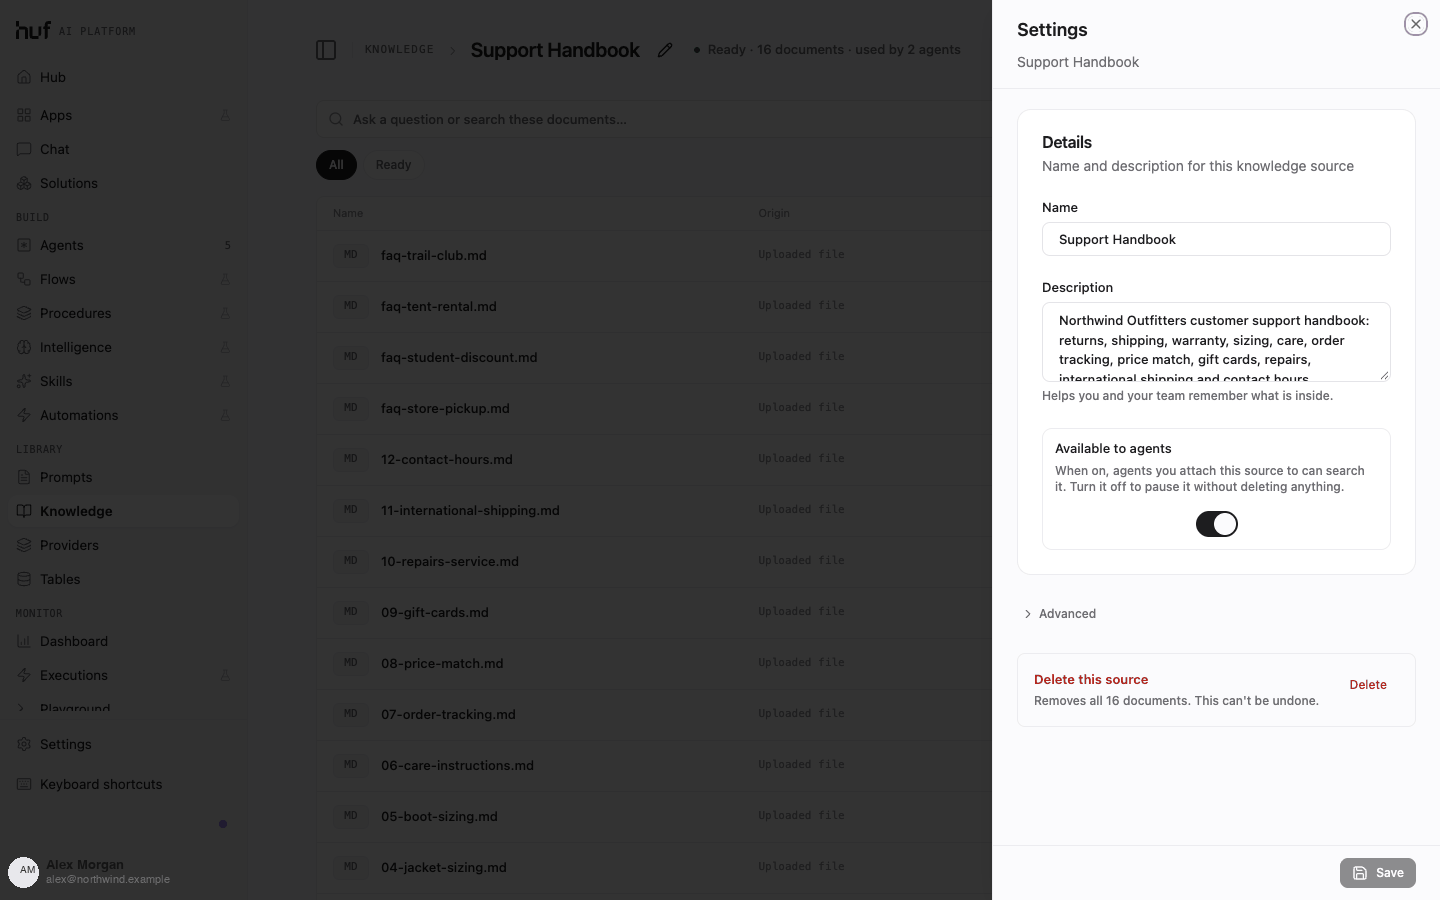 huf AI PLATFORM
Hub
Apps
Chat
Solutions
BUILD
Agents 5
Flows
Procedures
Intelligence
Skills
Automations
LIBRARY
Prompts
Knowledge
Providers
Tables
MONITOR
Dashboard
Executions
Playground
Settings
Keyboard shortcuts
AM
Alex Morgan
alex@northwind.example
KNOWLEDGE > Support Handbook
Ready · 16 documents · used by 2 agents
Ask a question or search these documents...
All Ready
Name Origin
MD faq-trail-club.md Uploaded file
MD faq-tent-rental.md Uploaded file
MD faq-student-discount.md Uploaded file
MD faq-store-pickup.md Uploaded file
MD 12-contact-hours.md Uploaded file
MD 11-international-shipping.md Uploaded file
MD 10-repairs-service.md Uploaded file
MD 09-gift-cards.md Uploaded file
MD 08-price-match.md Uploaded file
MD 07-order-tracking.md Uploaded file
MD 06-care-instructions.md Uploaded file
MD 05-boot-sizing.md Uploaded file
MD 04-jacket-sizing.md Uploaded file
Settings
Support Handbook
Details
Name and description for this knowledge source
Name
Support Handbook
Description
Northwind Outfitters customer support handbook:
returns, shipping, warranty, sizing, care, order
tracking, price match, gift cards, repairs,
international shipping and contact hours
Helps you and your team remember what is inside.
Available to agents
When on, agents you attach this source to can search
it. Turn it off to pause it without deleting anything.
Advanced
Delete this source
Removes all 16 documents. This can't be undone.
Delete
Save